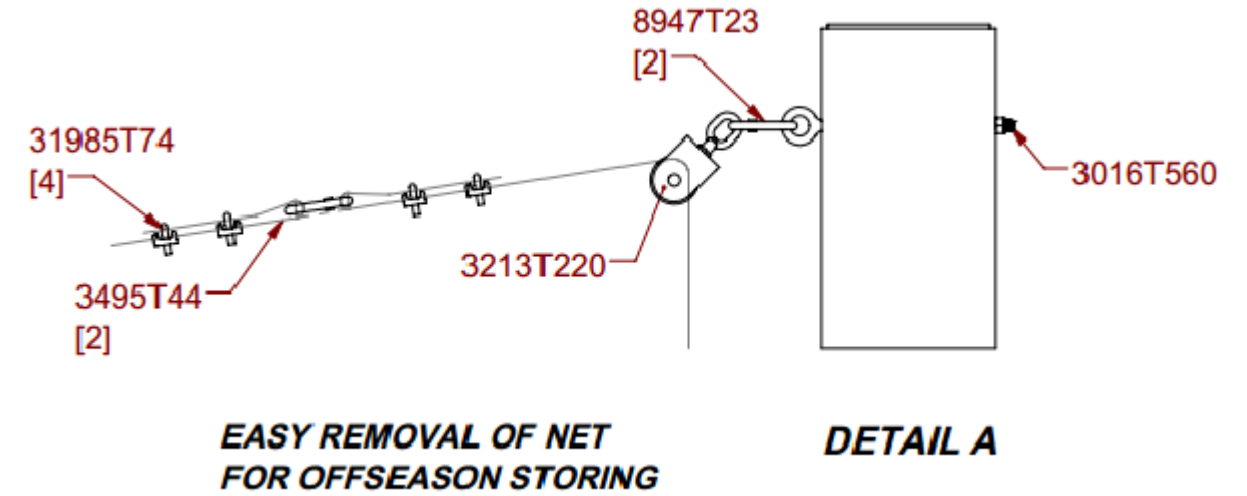 8947T23
[2]
31985T74
[4]
3016T560
3213T220
3495T44
[2]
EASY REMOVAL OF NET
FOR OFFSEASON STORING
DETAIL A